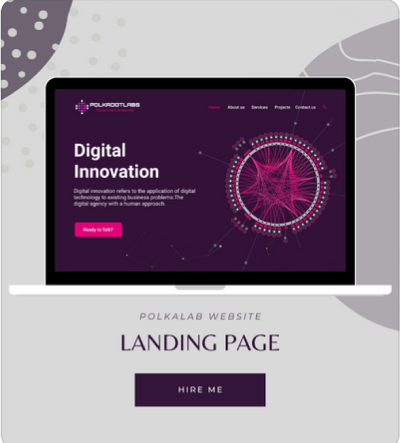 POLKADOTLABS
Home About us Services Projects Contact us
Digital
Innovation
Digital innovation refers to the application of digital
technology to existing business problems.The
digital agency with a human approach.
Ready to Talk?
POLKALAB WEBSITE
LANDING PAGE
HIRE ME